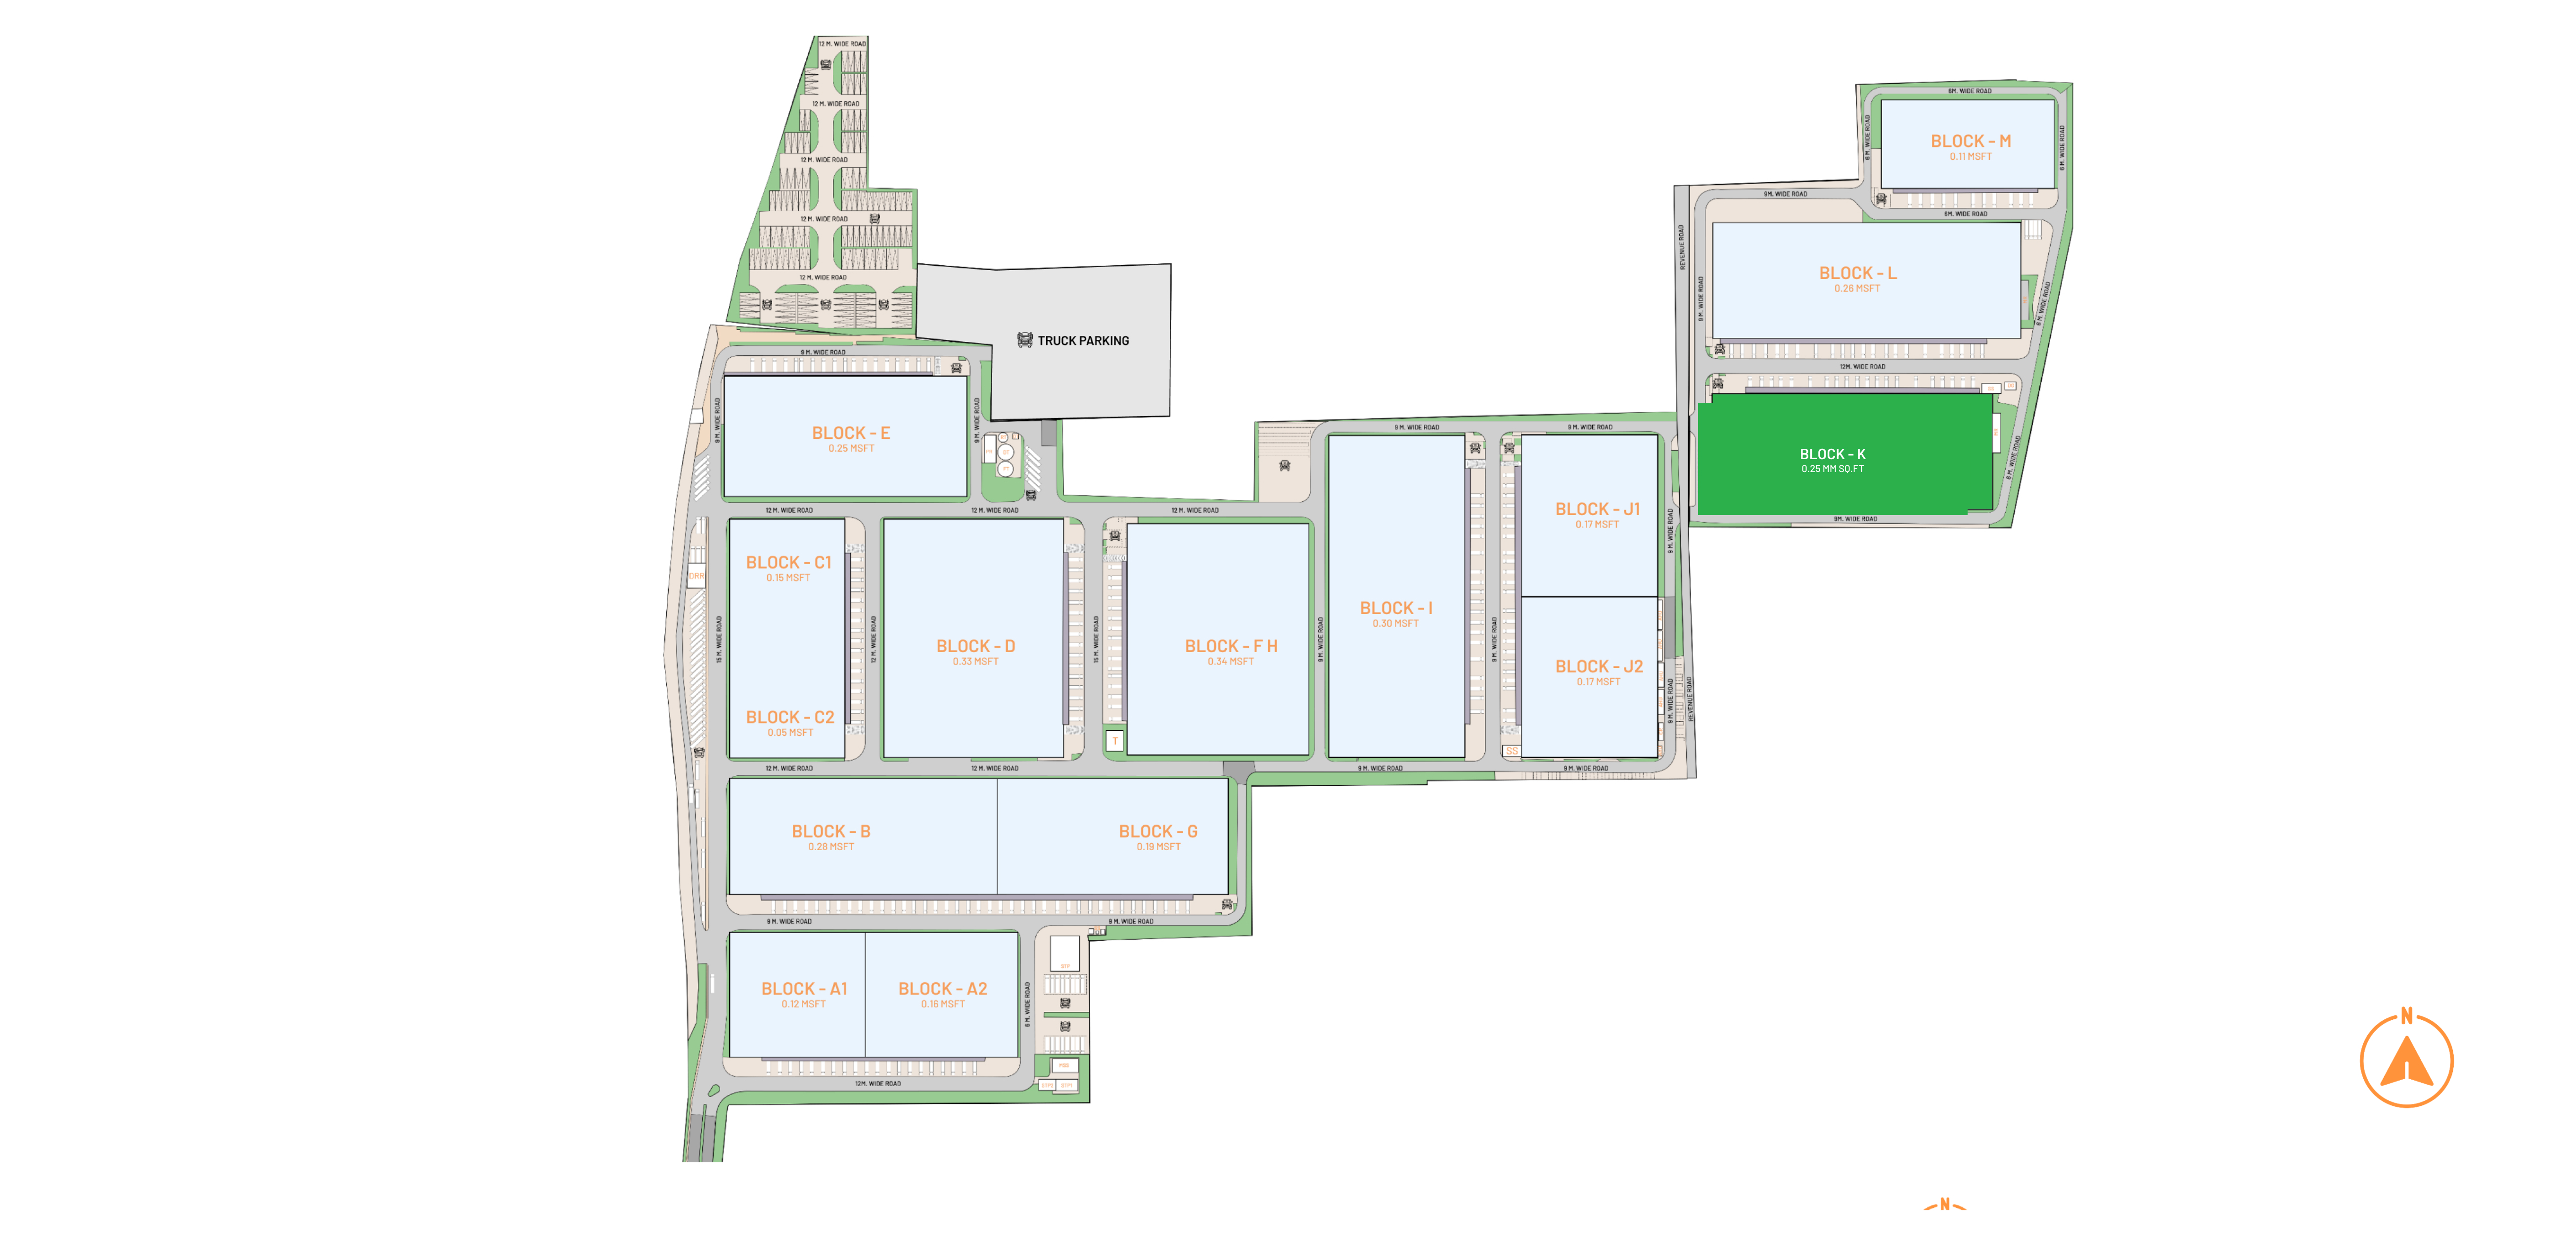 12 M. WIDE ROAD
12 M. WIDE ROAD
12 M. WIDE ROAD
12 M. WIDE ROAD
12 M. WIDE ROAD
TRUCK PARKING
9M. WIDE ROAD
6 M. WIDE ROAD
6 M. WIDE ROAD
BLOCK - M
0.11 MSFT
9M. WIDE ROAD
6M. WIDE ROAD
REVENUE ROAD
9 M. WIDE ROAD
BLOCK - L
0.26 MSFT
6 M. WIDE ROAD
12M. WIDE ROAD
BLOCK - K
0.25 MM SQ.FT
6 M. WIDE ROAD
9M. WIDE ROAD
9 M. WIDE ROAD
9 M. WIDE ROAD
BLOCK - E
0.25 MSFT
9 M. WIDE ROAD
9 M. WIDE ROAD
9 M. WIDE ROAD
12 M. WIDE ROAD
12 M. WIDE ROAD
12 M. WIDE ROAD
BLOCK - C1
0.15 MSFT
BLOCK - C2
0.05 MSFT
15 M. WIDE ROAD
12 M. WIDE ROAD
BLOCK - D
0.33 MSFT
15 M. WIDE ROAD
T
BLOCK - F H
0.34 MSFT
9 M. WIDE ROAD
BLOCK - I
0.30 MSFT
9 M. WIDE ROAD
SS
BLOCK - J1
0.17 MSFT
BLOCK - J2
0.17 MSFT
9 M. WIDE ROAD
9 M. WIDE ROAD
REVENUE ROAD
12 M. WIDE ROAD
12 M. WIDE ROAD
9 M. WIDE ROAD
9 M. WIDE ROAD
BLOCK - B
0.28 MSFT
BLOCK - G
0.19 MSFT
9 M. WIDE ROAD
9 M. WIDE ROAD
BLOCK - A1
0.12 MSFT
BLOCK - A2
0.16 MSFT
6 M. WIDE ROAD
STP
12M. WIDE ROAD
N
N